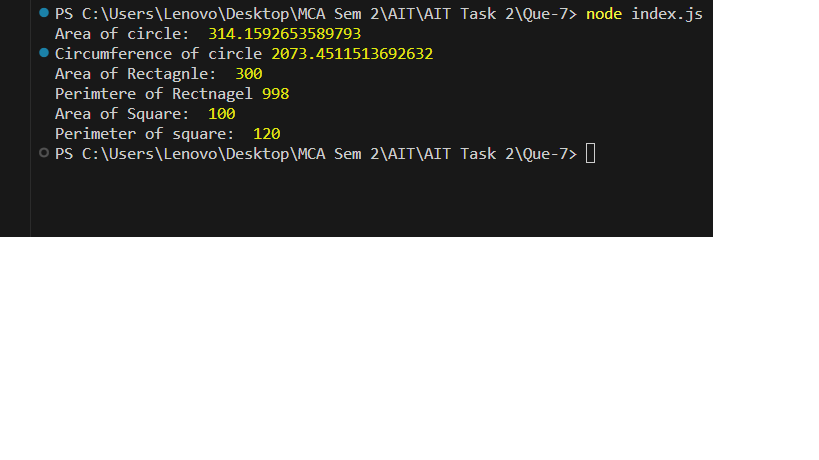 PS C:\Users\Lenovo\Desktop\MCA Sem 2\AIT\AIT Task 2\Que-7> node index.js
Area of circle:  314.1592653589793
Circumference of circle 2073.4511513692632
Area of Rectagnle:  300
Perimtere of Rectnagel 998
Area of Square:  100
Perimeter of square:  120
PS C:\Users\Lenovo\Desktop\MCA Sem 2\AIT\AIT Task 2\Que-7>